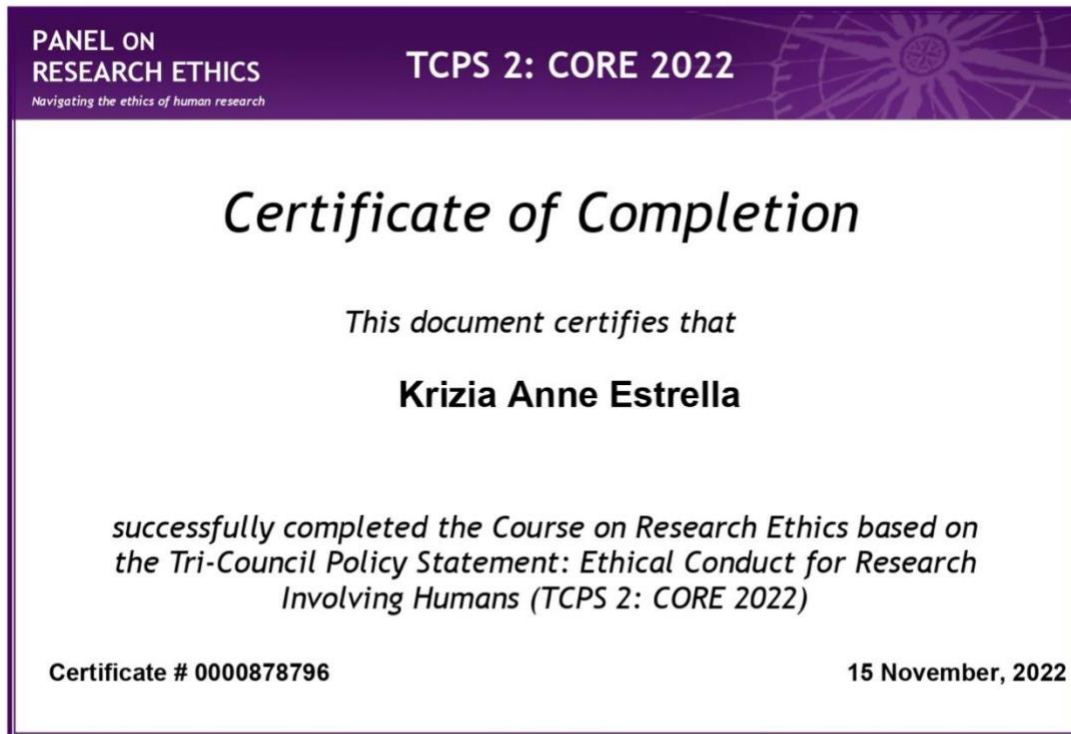 PANEL ON
RESEARCH ETHICS
Navigating the ethics of human research
TCPS 2: CORE 2022
Certificate of Completion
This document certifies that
Krizia Anne Estrella
successfully completed the Course on Research Ethics based on
the Tri-Council Policy Statement: Ethical Conduct for Research
Involving Humans (TCPS 2: CORE 2022)
Certificate # 0000878796
15 November, 2022